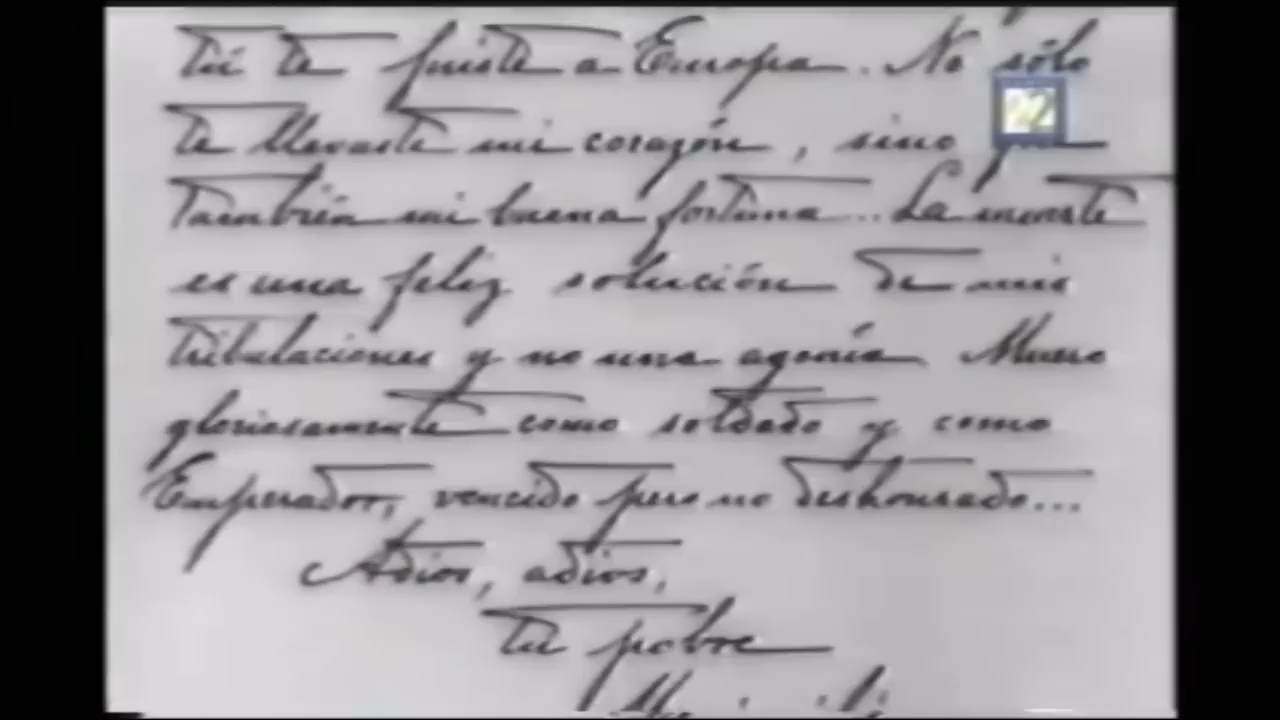 tú te fuiste a Europa. No sólo
te llevaste mi corazón, sino
también mi buena fortuna... La muerte
es una feliz solución de mis
tribulaciones y no una agonía. Muero
gloriosamente como soldado y como
Emperador, vencido pero no deshonrado...
Adios, adios,
tu pobre